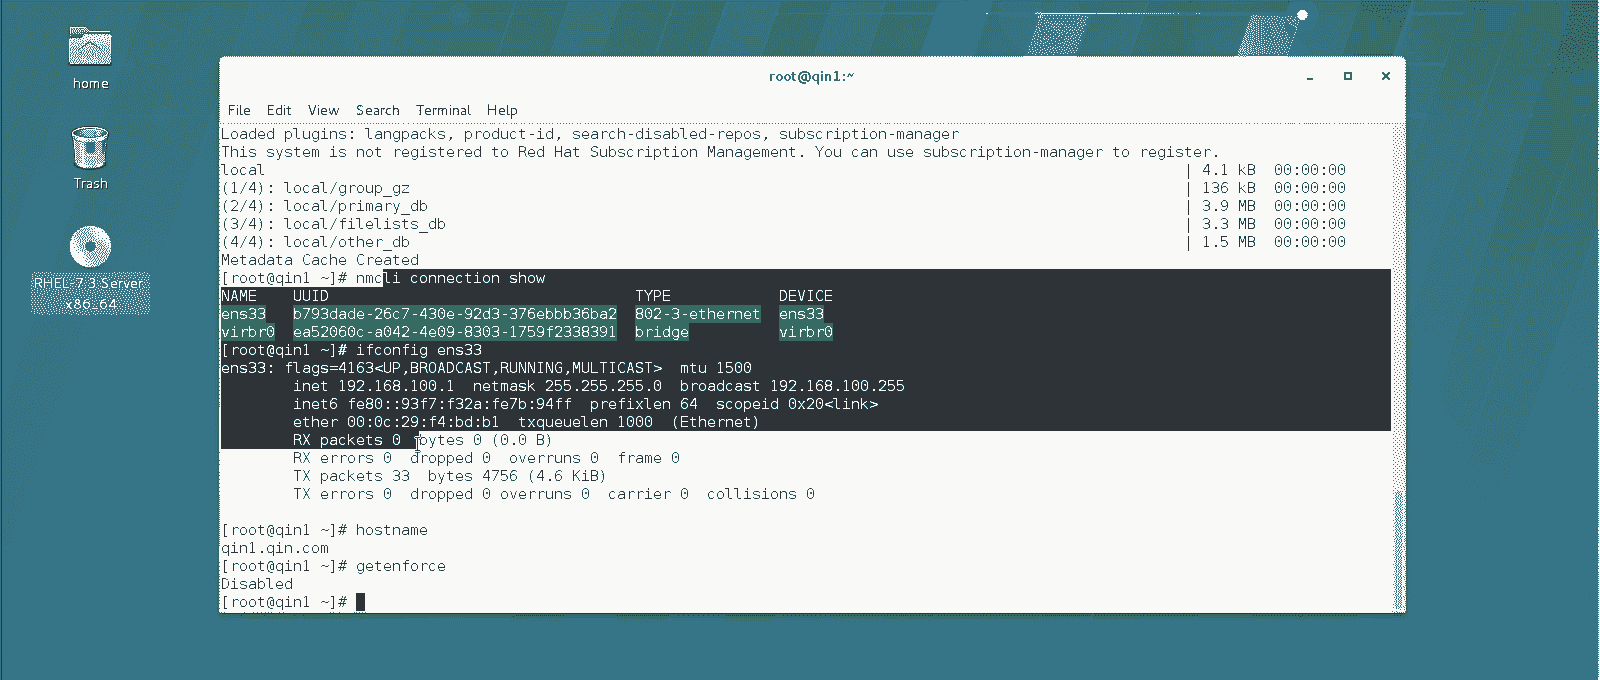 home
Trash
RHEL-7.3 Server.
x86_64
root@qin1:~
File Edit View Search Terminal Help
Loaded plugins: langpacks, product-id, search-disabled-repos, subscription-manager
This system is not registered to Red Hat Subscription Management. You can use subscription-manager to register.
local | 4.1 kB 00:00:00
(1/4): local/group_gz | 136 kB 00:00:00
(2/4): local/primary_db | 3.9 MB 00:00:00
(3/4): local/filelists_db | 3.3 MB 00:00:00
(4/4): local/other_db | 1.5 MB 00:00:00
Metadata Cache Created
[root@qin1 ~]# nmcli connection show
NAME UUID TYPE DEVICE
ens33 b793dade-26c7-430e-92d3-376ebbb36ba2 802-3-ethernet ens33
virbr0 ea52060c-a042-4e09-8303-1759f2338391 bridge virbr0
[root@qin1 ~]# ifconfig ens33
ens33: flags=4163<UP,BROADCAST,RUNNING,MULTICAST> mtu 1500
inet 192.168.100.1 netmask 255.255.255.0 broadcast 192.168.100.255
inet6 fe80::93f7:f32a:fe7b:94ff prefixlen 64 scopeid 0x20<link>
ether 00:0c:29:f4:bd:b1 txqueuelen 1000 (Ethernet)
RX packets 0 bytes 0 (0.0 B)
RX errors 0 dropped 0 overruns 0 frame 0
TX packets 33 bytes 4756 (4.6 KiB)
TX errors 0 dropped 0 overruns 0 carrier 0 collisions 0
[root@qin1 ~]# hostname
qin1.qin.com
[root@qin1 ~]# getenforce
Disabled
[root@qin1 ~]#